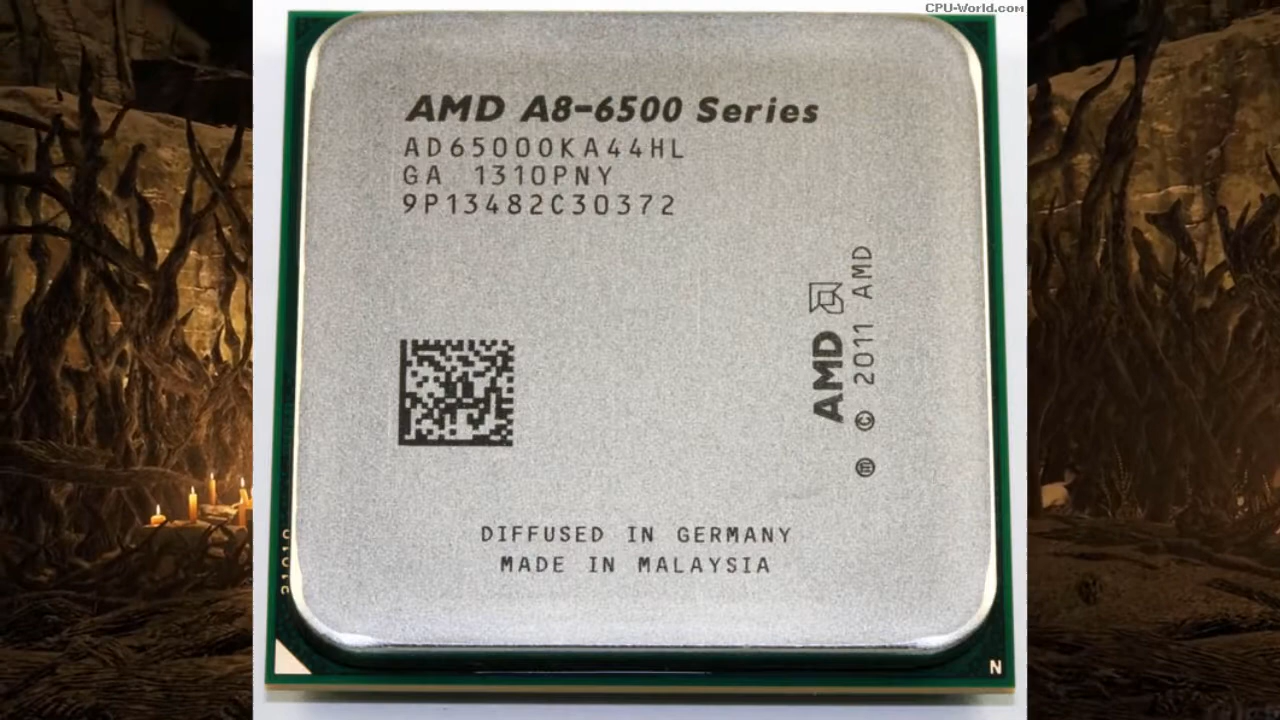 CPU-World.com
AMD A8-6500 Series
AD650OOKA44HL
GA 1310PNY
9P13482C30372
AMD
® © 2011 AMD
DIFFUSED IN GERMANY
MADE IN MALAYSIA
N